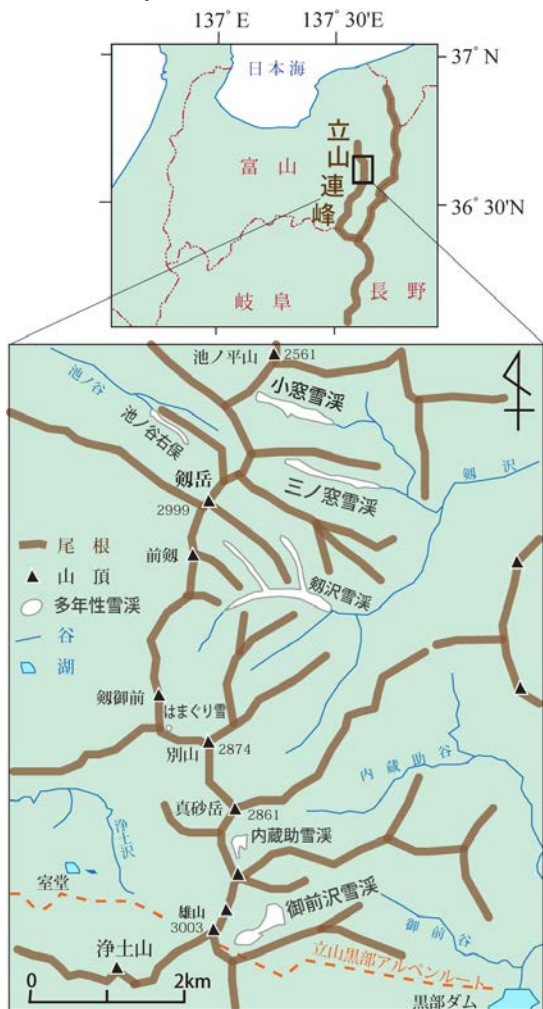 137° E
137° 30'E
日本海
37° N
立山連峰
富山
36° 30'N
岐阜
長野
池ノ平山
2561
池ノ谷
小窓雪渓
池ノ谷右俣
剱沢
三ノ窓雪渓
剱岳
2999
尾根
前剱
山頂
多年性雪渓
剱沢雪渓
谷
湖
剱御前
はまぐり雪
別山
2874
内蔵助谷
真砂岳
2861
浄土沢
内蔵助雪渓
室堂
御前沢雪渓
雄山
3003
御前谷
浄土山
立山黒部アルペンルート
0
2km
黒部ダム